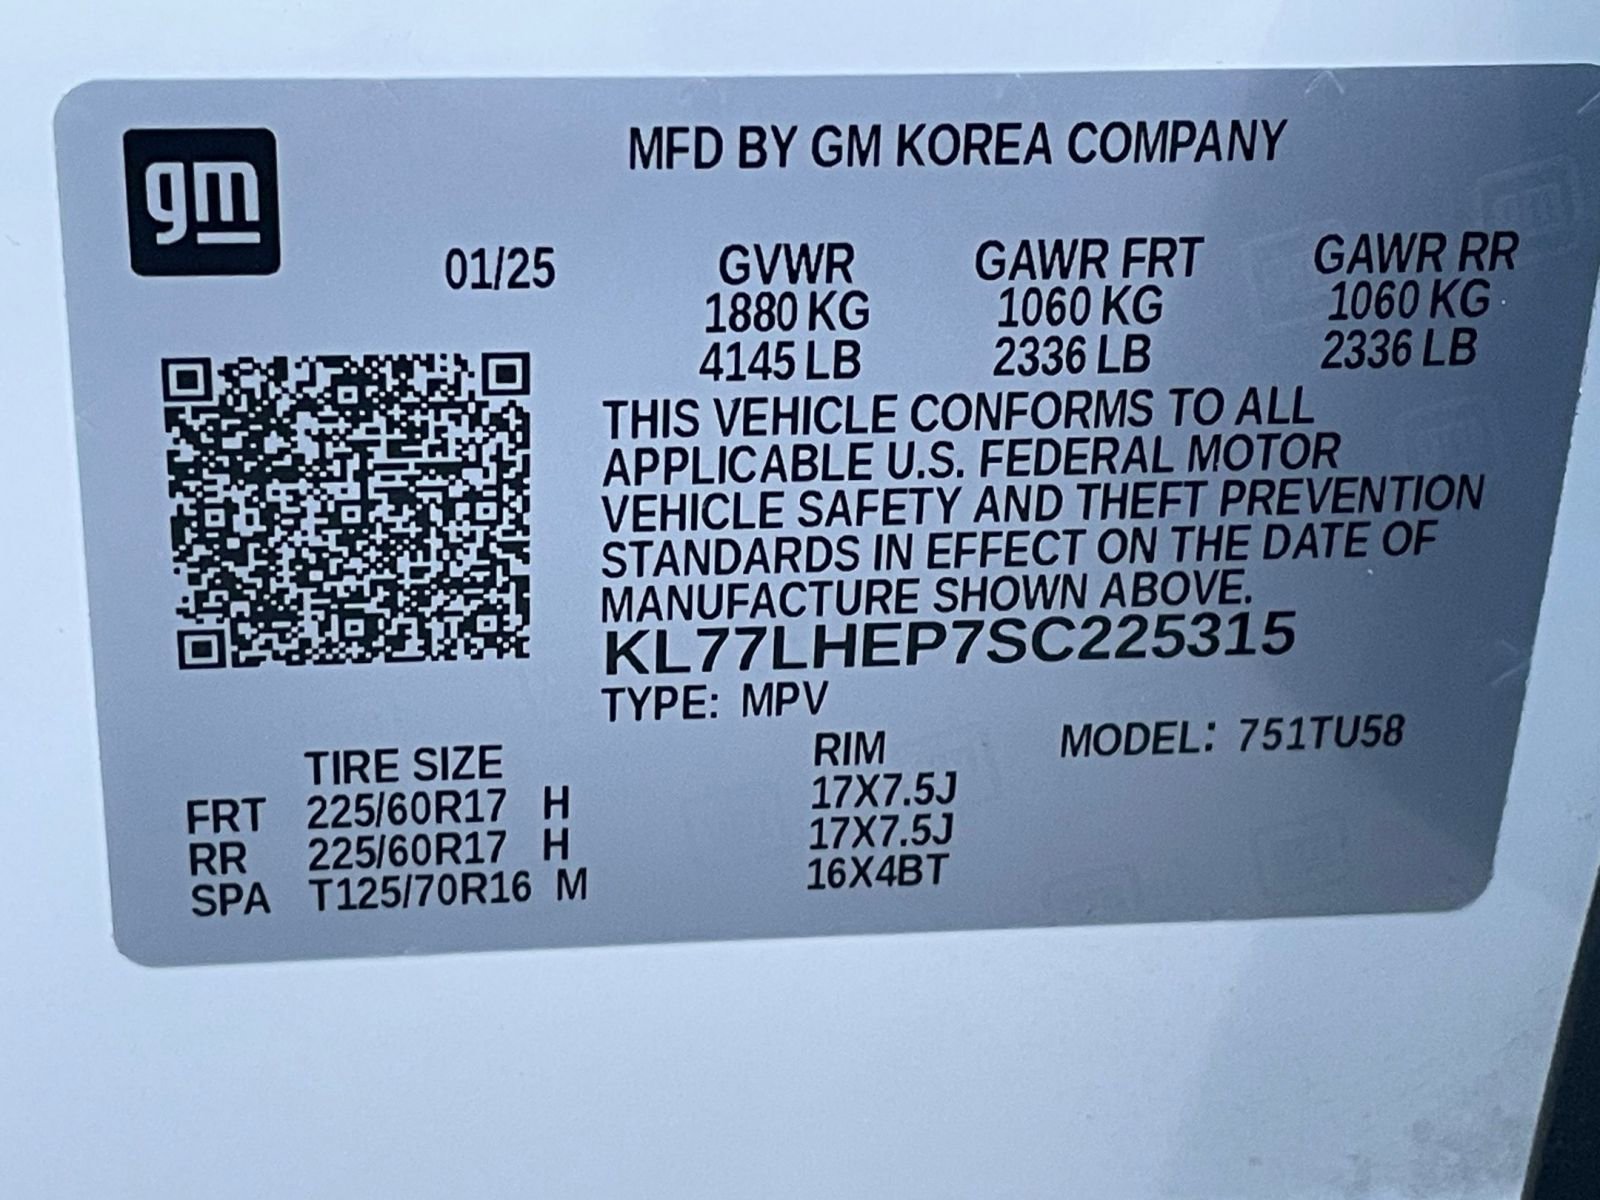 gm
MFD BY GM KOREA COMPANY
01/25 GVWR GAWR FRT GAWR RR
1880 KG 1060 KG 1060 KG
4145 LB 2336 LB 2336 LB
THIS VEHICLE CONFORMS TO ALL
APPLICABLE U.S. FEDERAL MOTOR
VEHICLE SAFETY AND THEFT PREVENTION
STANDARDS IN EFFECT ON THE DATE OF
MANUFACTURE SHOWN ABOVE.
KL77LHEP7SC225315
TYPE: MPV
MODEL: 751TU58
TIRE SIZE RIM
FRT 225/60R17 H 17X7.5J
RR 225/60R17 H 17X7.5J
SPA T125/70R16 M 16X4BT